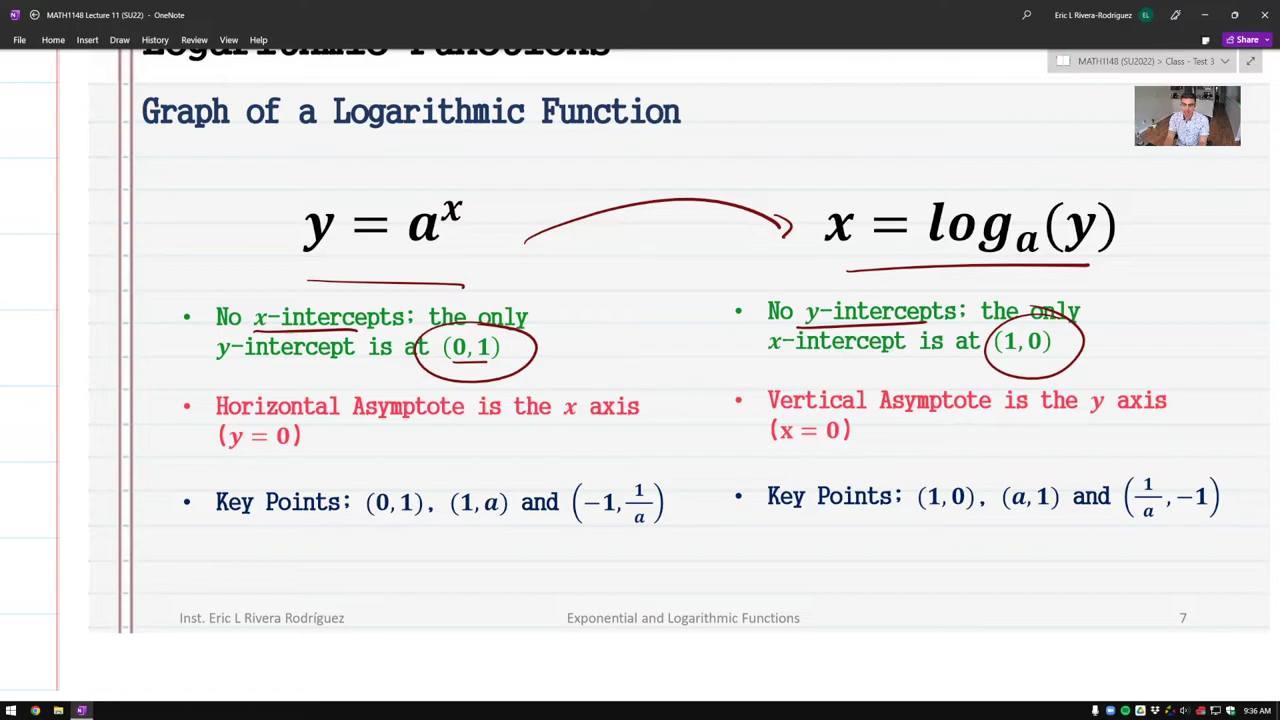 MATH1148 Lecture 11 (SU22) - OneNote
Eric L Rivera-Rodriguez
EL
File Home Insert Draw History Review View Help
Share
Logarithmic Functions
MATH1148 (SU2022) > Class - Test 3
Graph of a Logarithmic Function
y = a^x
x = log_a(y)
• No x-intercepts; the only
y-intercept is at (0, 1)
• Horizontal Asymptote is the x axis
(y = 0)
• Key Points; (0, 1), (1, a) and (−1, 1/a)
• No y-intercepts; the only
x-intercept is at (1, 0)
• Vertical Asymptote is the y axis
(x = 0)
• Key Points; (1, 0), (a, 1) and (1/a, −1)
Inst. Eric L Rivera Rodríguez
Exponential and Logarithmic Functions
7
9:36 AM